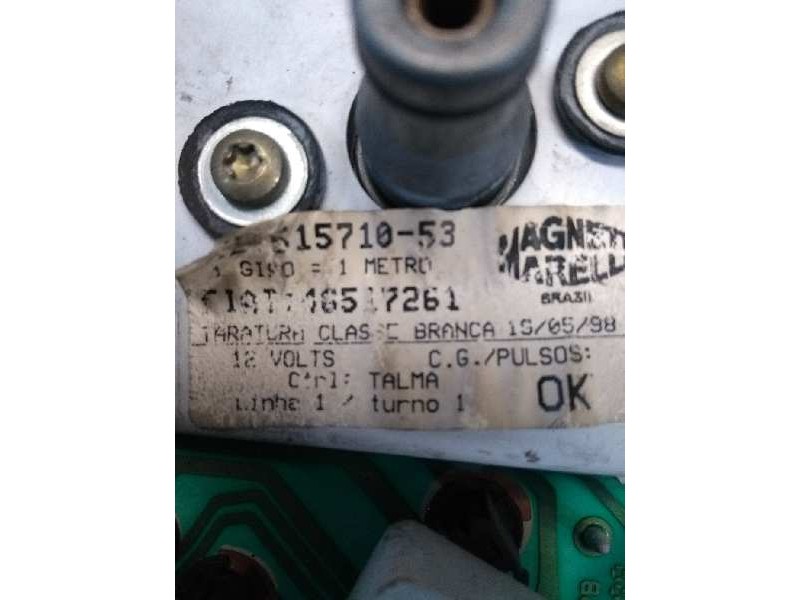 615710-53
1 GIRO = 1 METRO
FIAT:46517261
TARATURA CLASSE BRANCA 15/05/98
12 VOLTS C.G./PULSOS:
Ctrl: TALMA
Linha 1 / turno 1 OK
MAGNETI
MARELLI
BRASIL